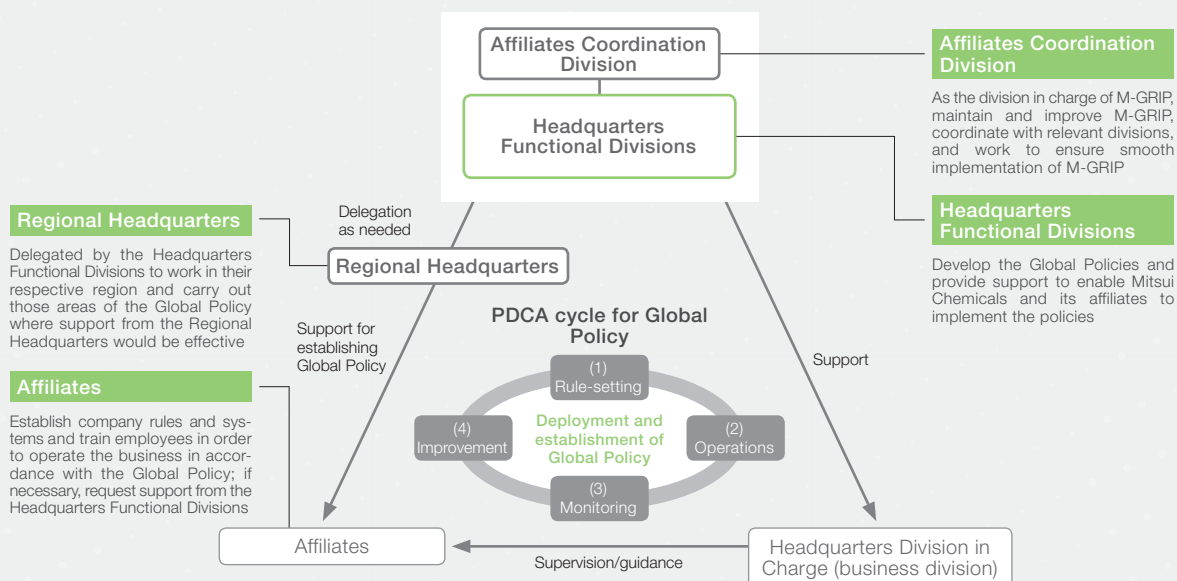 Affiliates Coordination
Division
Headquarters
Functional Divisions
Affiliates Coordination
Division
As the division in charge of M-GRIP,
maintain and improve M-GRIP,
coordinate with relevant divisions,
and work to ensure smooth
implementation of M-GRIP
Headquarters
Functional Divisions
Develop the Global Policies and
provide support to enable Mitsui
Chemicals and its affiliates to
implement the policies
Regional Headquarters
Delegated by the Headquarters
Functional Divisions to work in their
respective region and carry out
those areas of the Global Policy
where support from the Regional
Headquarters would be effective
Affiliates
Establish company rules and sys-
tems and train employees in order
to operate the business in accor-
dance with the Global Policy; if
necessary, request support from the
Headquarters Functional Divisions
Delegation
as needed
Regional Headquarters
Support for
establishing
Global Policy
PDCA cycle for Global
Policy
(1)
Rule-setting
(2)
Operations
(3)
Monitoring
(4)
Improvement
Deployment and
establishment of
Global Policy
Support
Affiliates
Supervision/guidance
Headquarters Division in
Charge (business division)